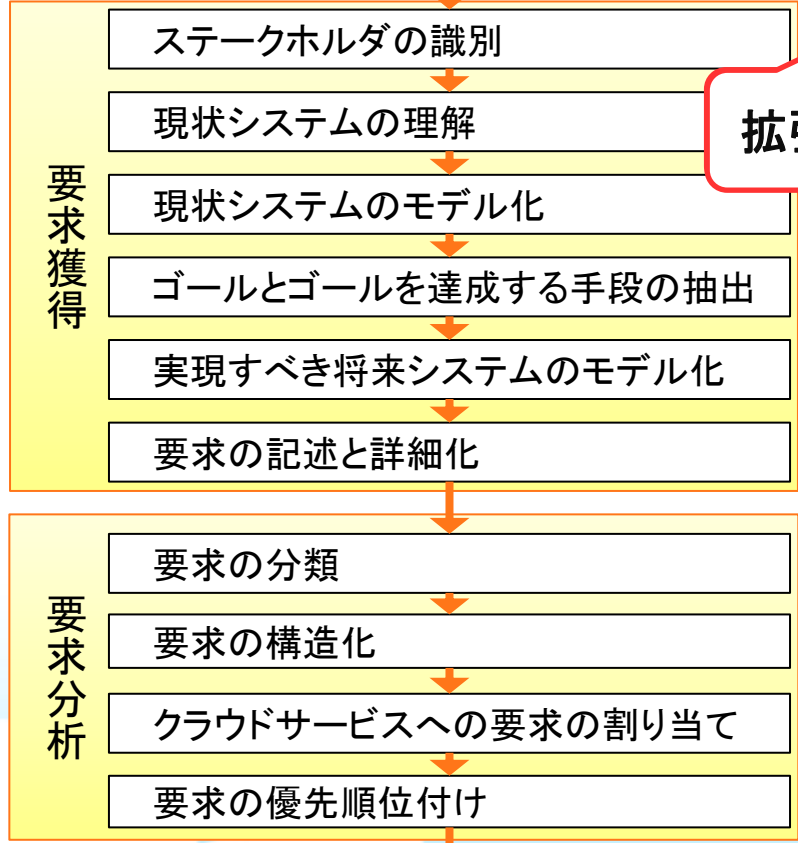 要求獲得
ステークホルダの識別
現状システムの理解
現状システムのモデル化
ゴールとゴールを達成する手段の抽出
実現すべき将来システムのモデル化
要求の記述と詳細化
要求分析
要求の分類
要求の構造化
クラウドサービスへの要求の割り当て
要求の優先順位付け